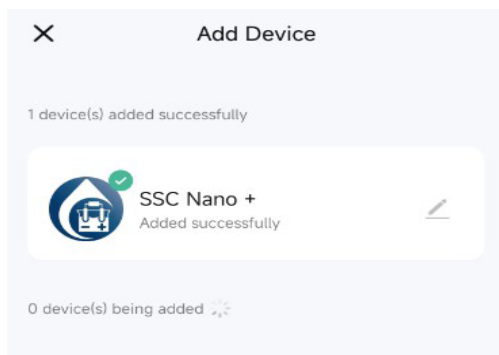 Add Device
1 device(s) added successfully
SSC Nano +
Added successfully
0 device(s) being added